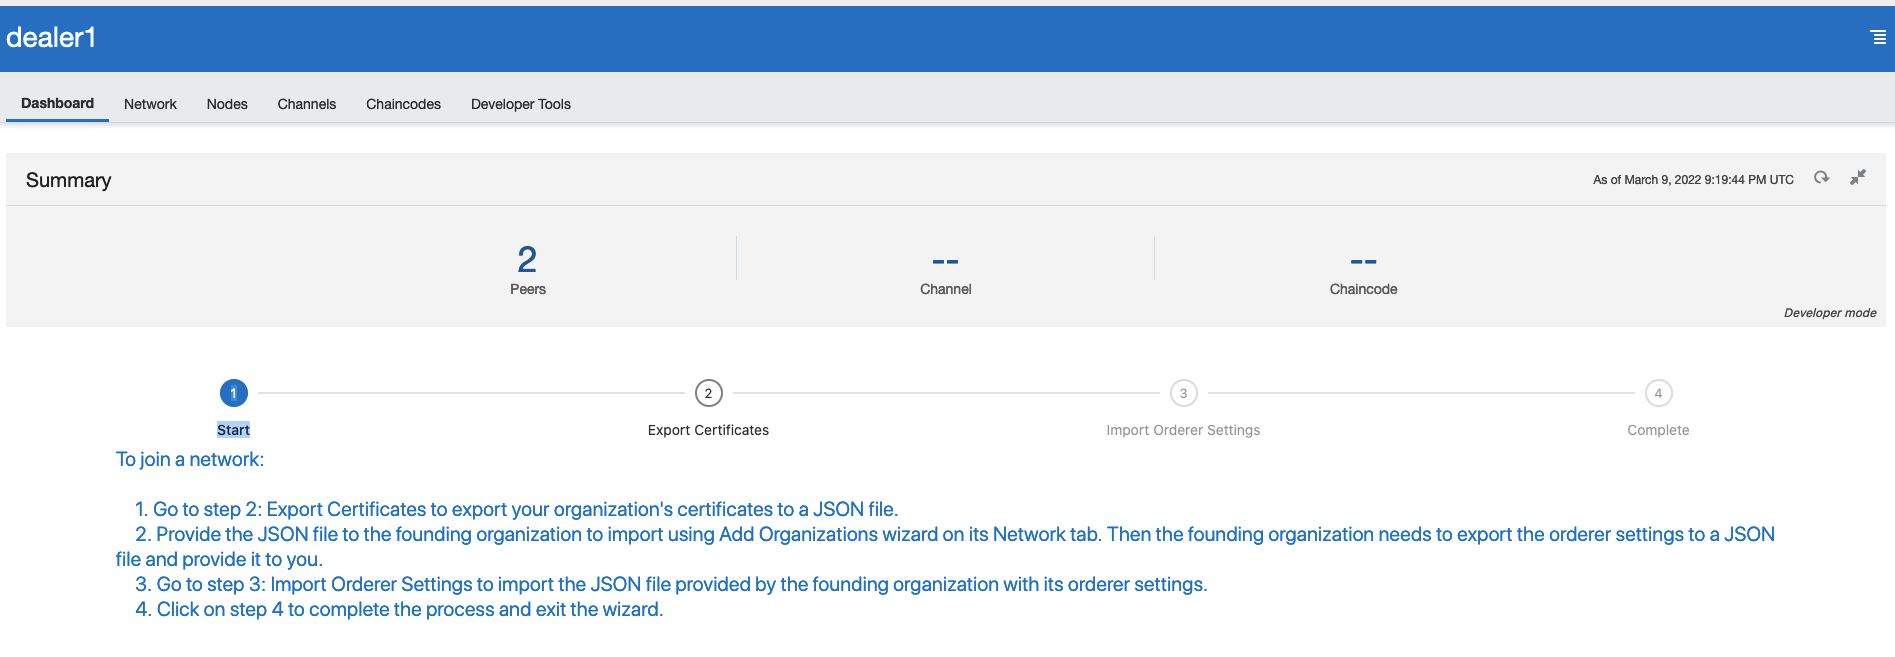 dealer1
Dashboard Network Nodes Channels Chaincodes Developer Tools
Summary
As of March 9, 2022 9:19:44 PM UTC
2 -- --
Peers Channel Chaincode
Developer mode
1 2 3 4
Start Export Certificates Import Orderer Settings Complete
To join a network:
1. Go to step 2: Export Certificates to export your organization's certificates to a JSON file.
2. Provide the JSON file to the founding organization to import using Add Organizations wizard on its Network tab. Then the founding organization needs to export the orderer settings to a JSON
file and provide it to you.
3. Go to step 3: Import Orderer Settings to import the JSON file provided by the founding organization with its orderer settings.
4. Click on step 4 to complete the process and exit the wizard.